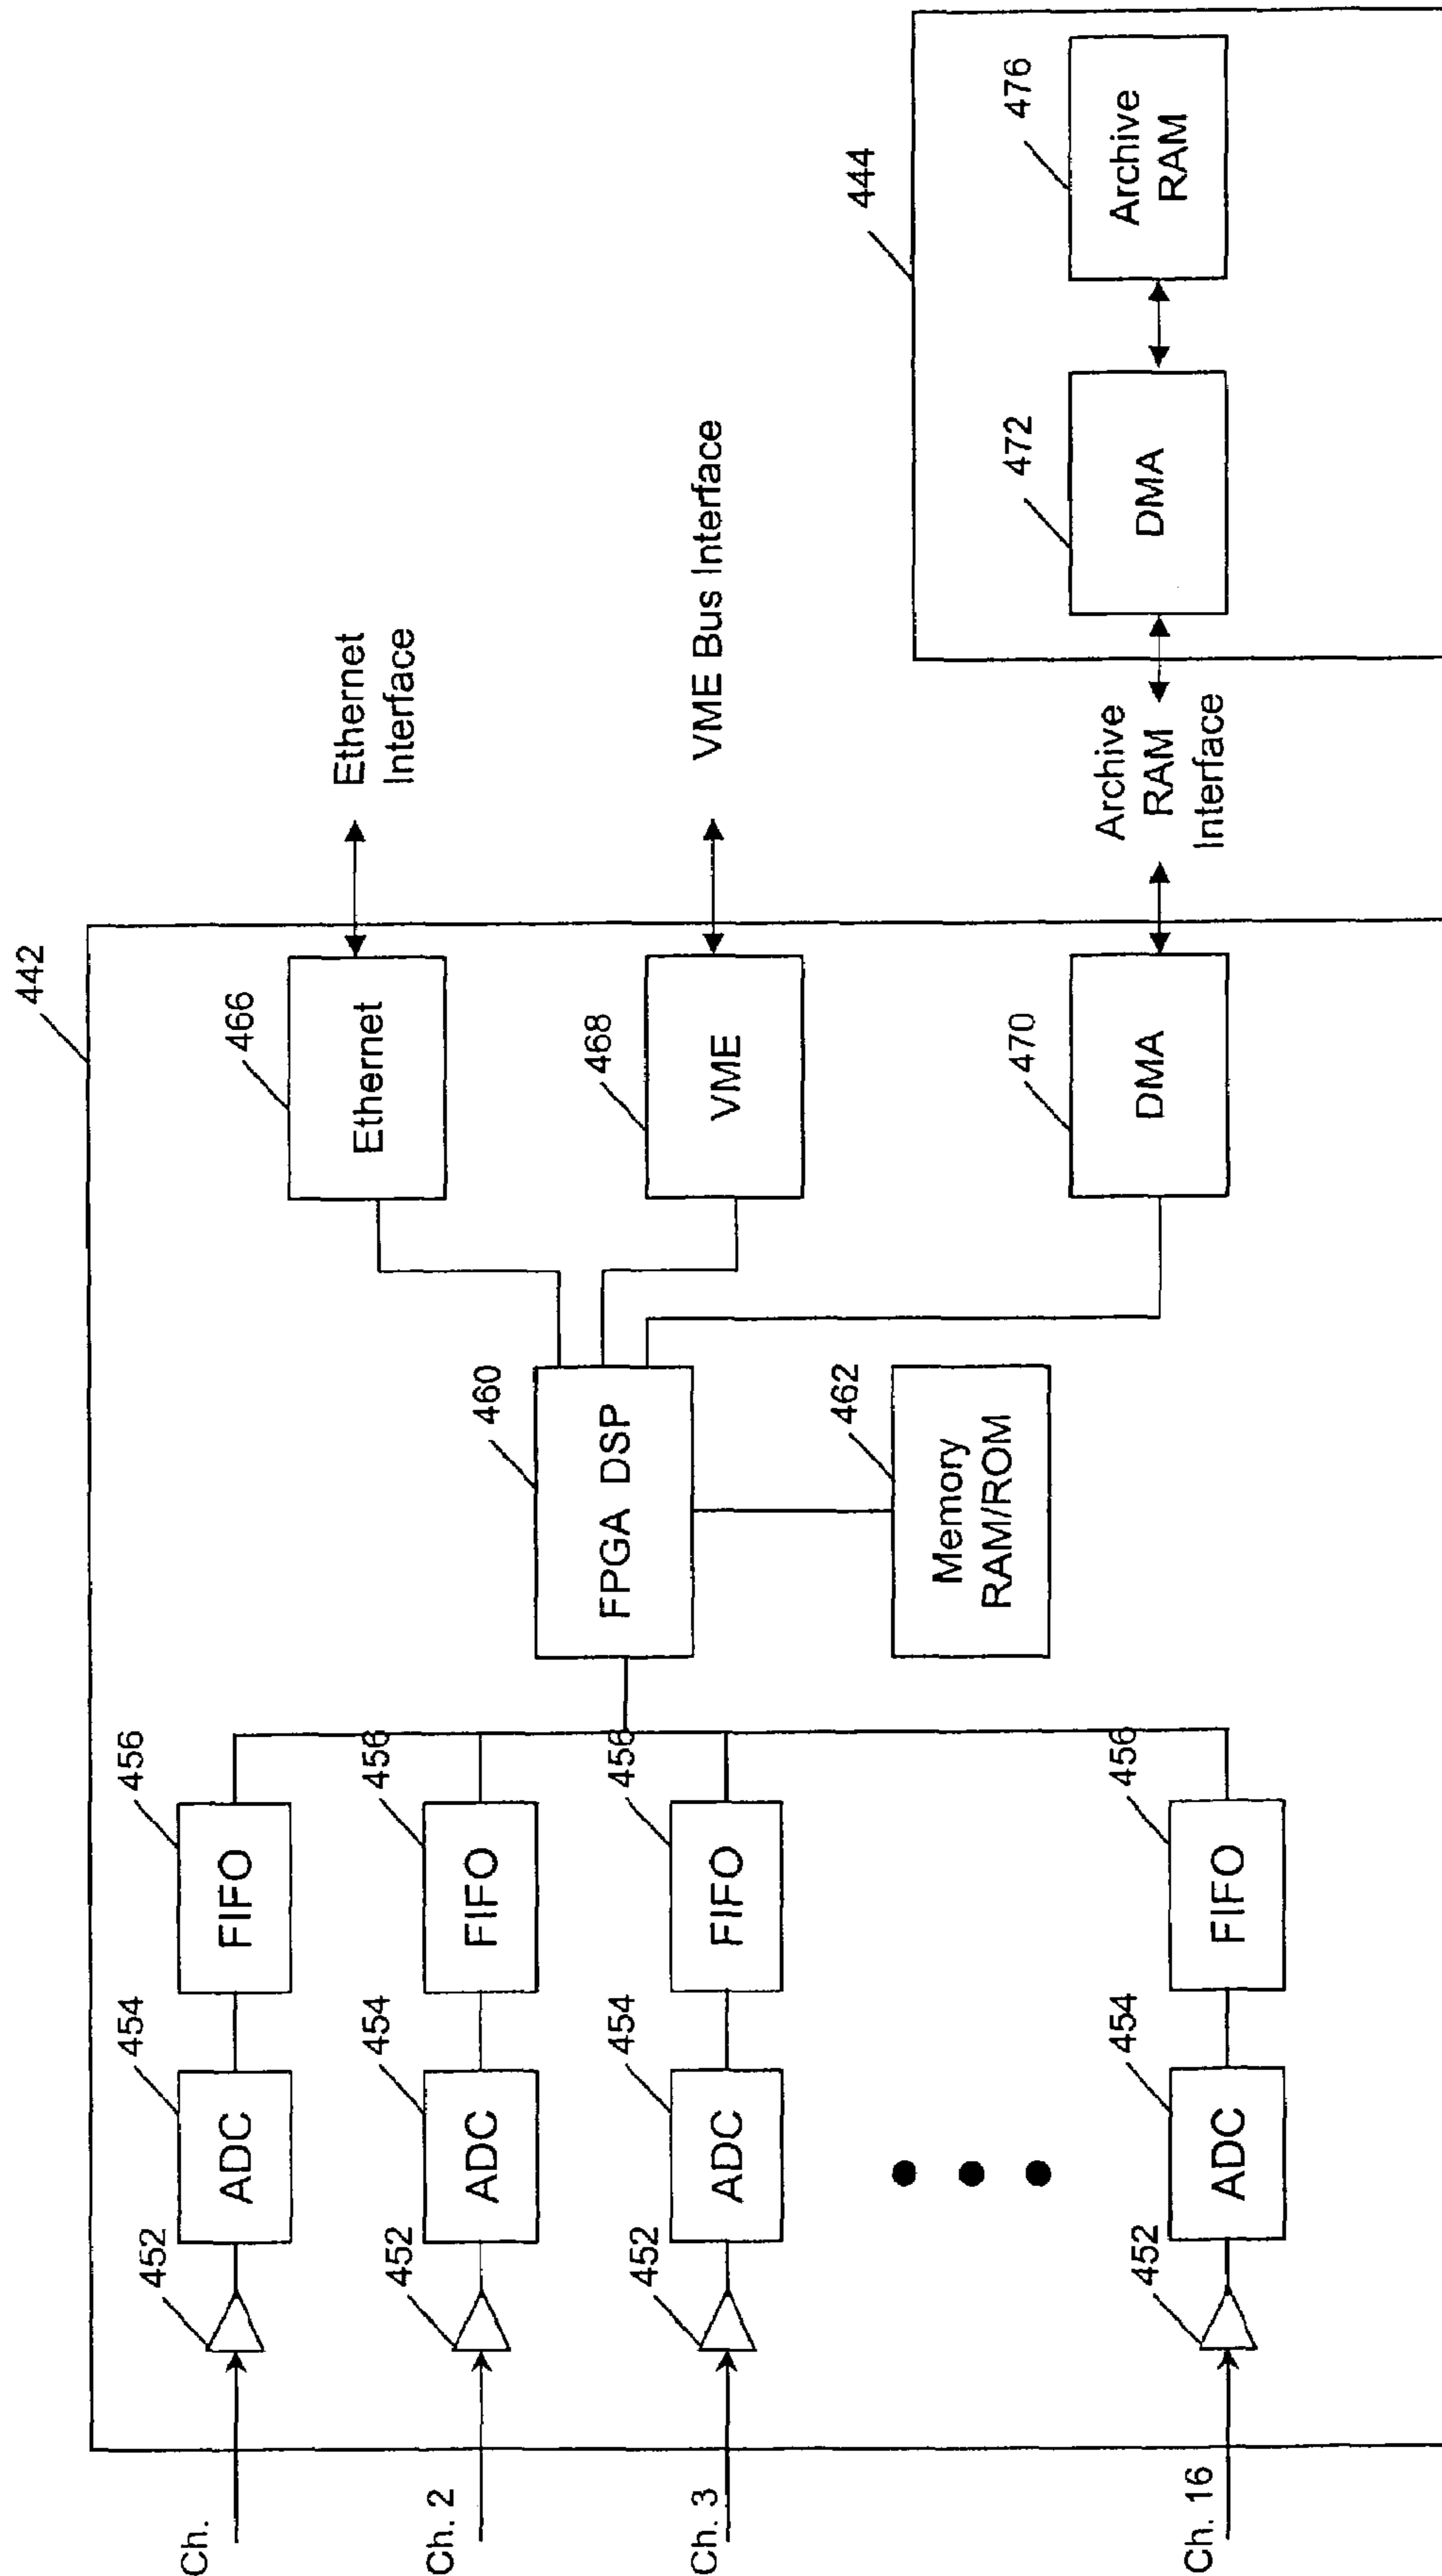 442
444
Ch.
452
ADC
454
FIFO
456
Ch. 2
452
ADC
454
FIFO
456
Ch. 3
452
ADC
454
FIFO
456
Ch. 16
452
ADC
454
FIFO
456
FPGA DSP
460
Memory
RAM/ROM
462
Ethernet
466
Ethernet
Interface
VME
468
VME Bus Interface
DMA
470
Archive
RAM
Interface
DMA
472
Archive
RAM
476